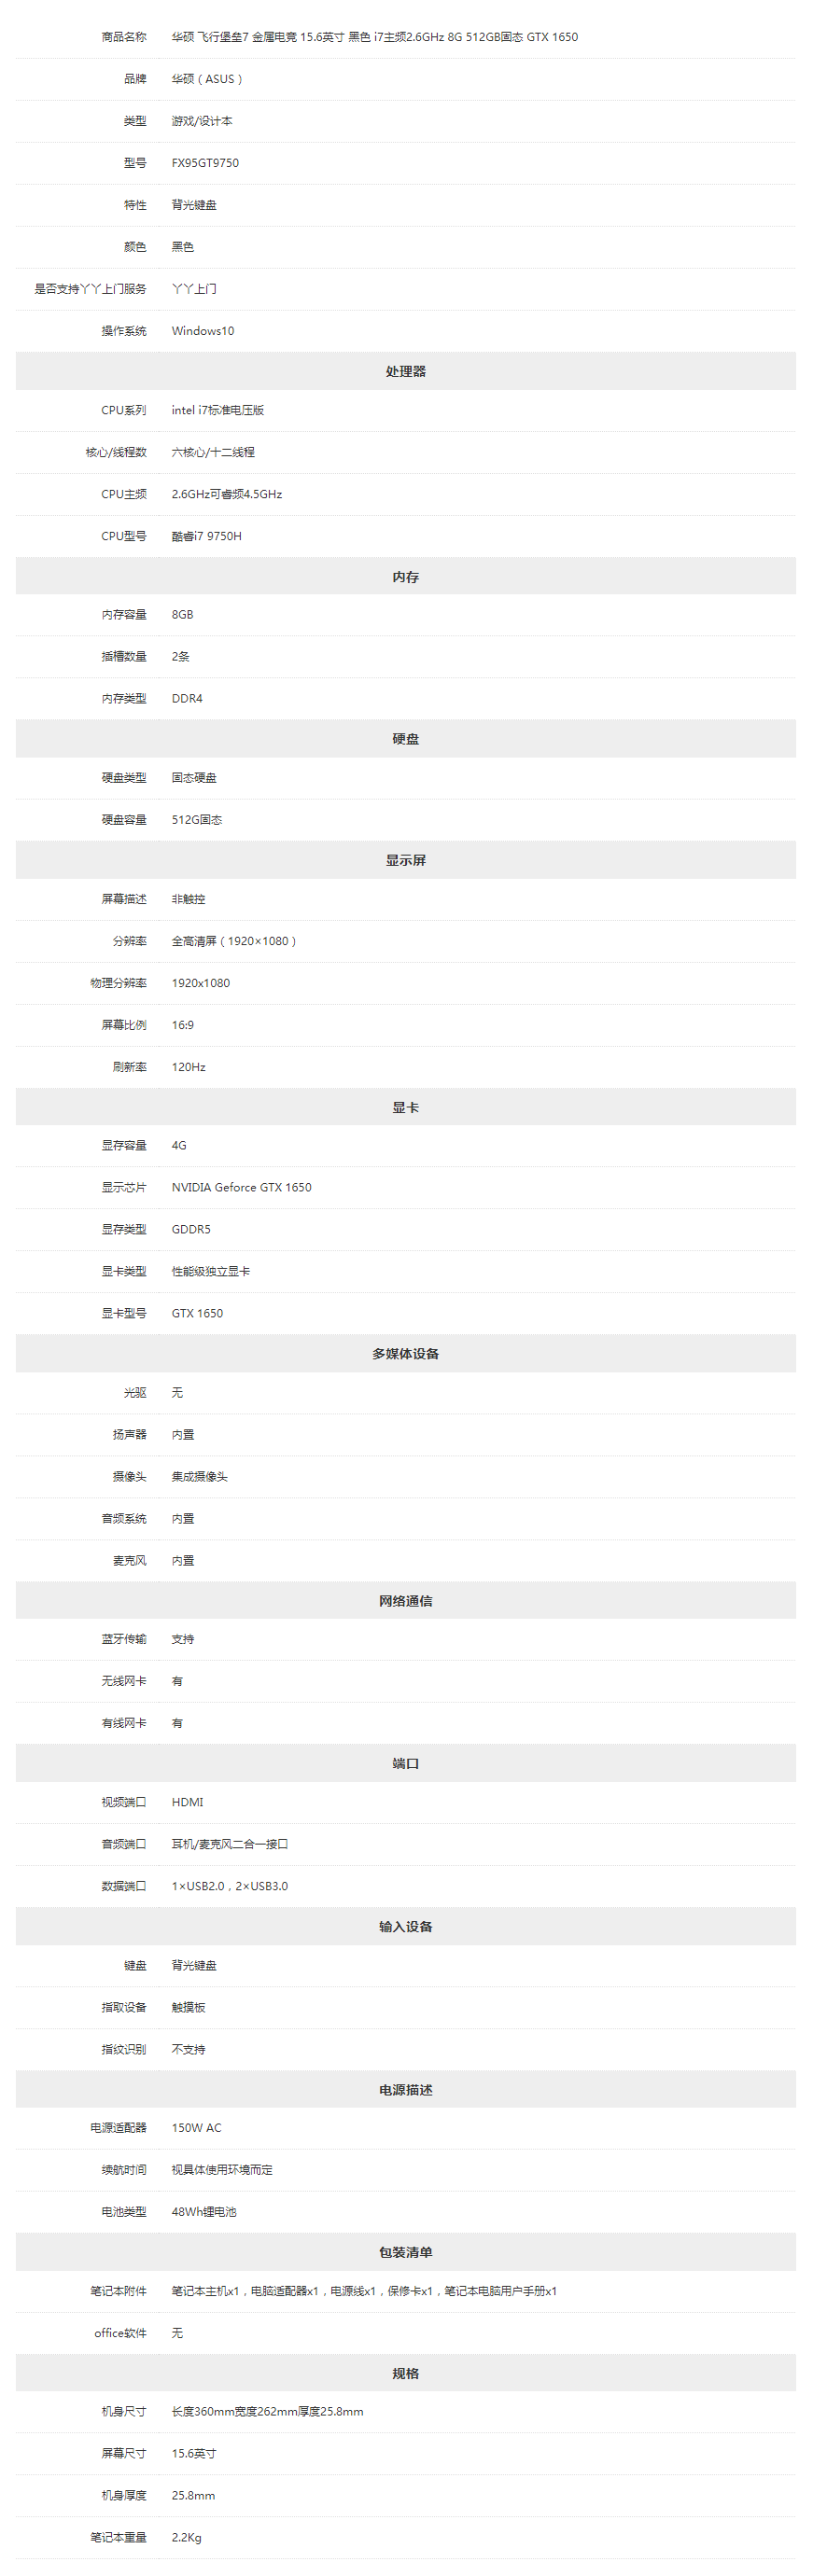 商品名称 华硕 飞行堡垒7 金属电竞 15.6英寸 黑色 i7主频2.6GHz 8G 512GB固态 GTX 1650
品牌 华硕（ASUS）
类型 游戏/设计本
型号 FX95GT9750
特性 背光键盘
颜色 黑色
是否支持丫丫上门服务 丫丫上门
操作系统 Windows10
处理器
CPU系列 intel i7标准电压版
核心/线程数 六核心/十二线程
CPU主频 2.6GHz可睿频4.5GHz
CPU型号 酷睿i7 9750H
内存
内存容量 8GB
插槽数量 2条
内存类型 DDR4
硬盘
硬盘类型 固态硬盘
硬盘容量 512G固态
显示屏
屏幕描述 非触控
分辨率 全高清屏（1920×1080）
物理分辨率 1920x1080
屏幕比例 16:9
刷新率 120Hz
显卡
显存容量 4G
显示芯片 NVIDIA Geforce GTX 1650
显存类型 GDDR5
显卡类型 性能级独立显卡
显卡型号 GTX 1650
多媒体设备
光驱 无
扬声器 内置
摄像头 集成摄像头
音频系统 内置
麦克风 内置
网络通信
蓝牙传输 支持
无线网卡 有
有线网卡 有
端口
视频端口 HDMI
音频端口 耳机/麦克风二合一接口
数据端口 1×USB2.0，2×USB3.0
输入设备
键盘 背光键盘
指取设备 触摸板
指纹识别 不支持
电源描述
电源适配器 150W AC
续航时间 视具体使用环境而定
电池类型 48Wh锂电池
包装清单
笔记本附件 笔记本主机x1，电脑适配器x1，电源线x1，保修卡x1，笔记本电脑用户手册x1
office软件 无
规格
机身尺寸 长度360mm宽度262mm厚度25.8mm
屏幕尺寸 15.6英寸
机身厚度 25.8mm
笔记本重量 2.2Kg